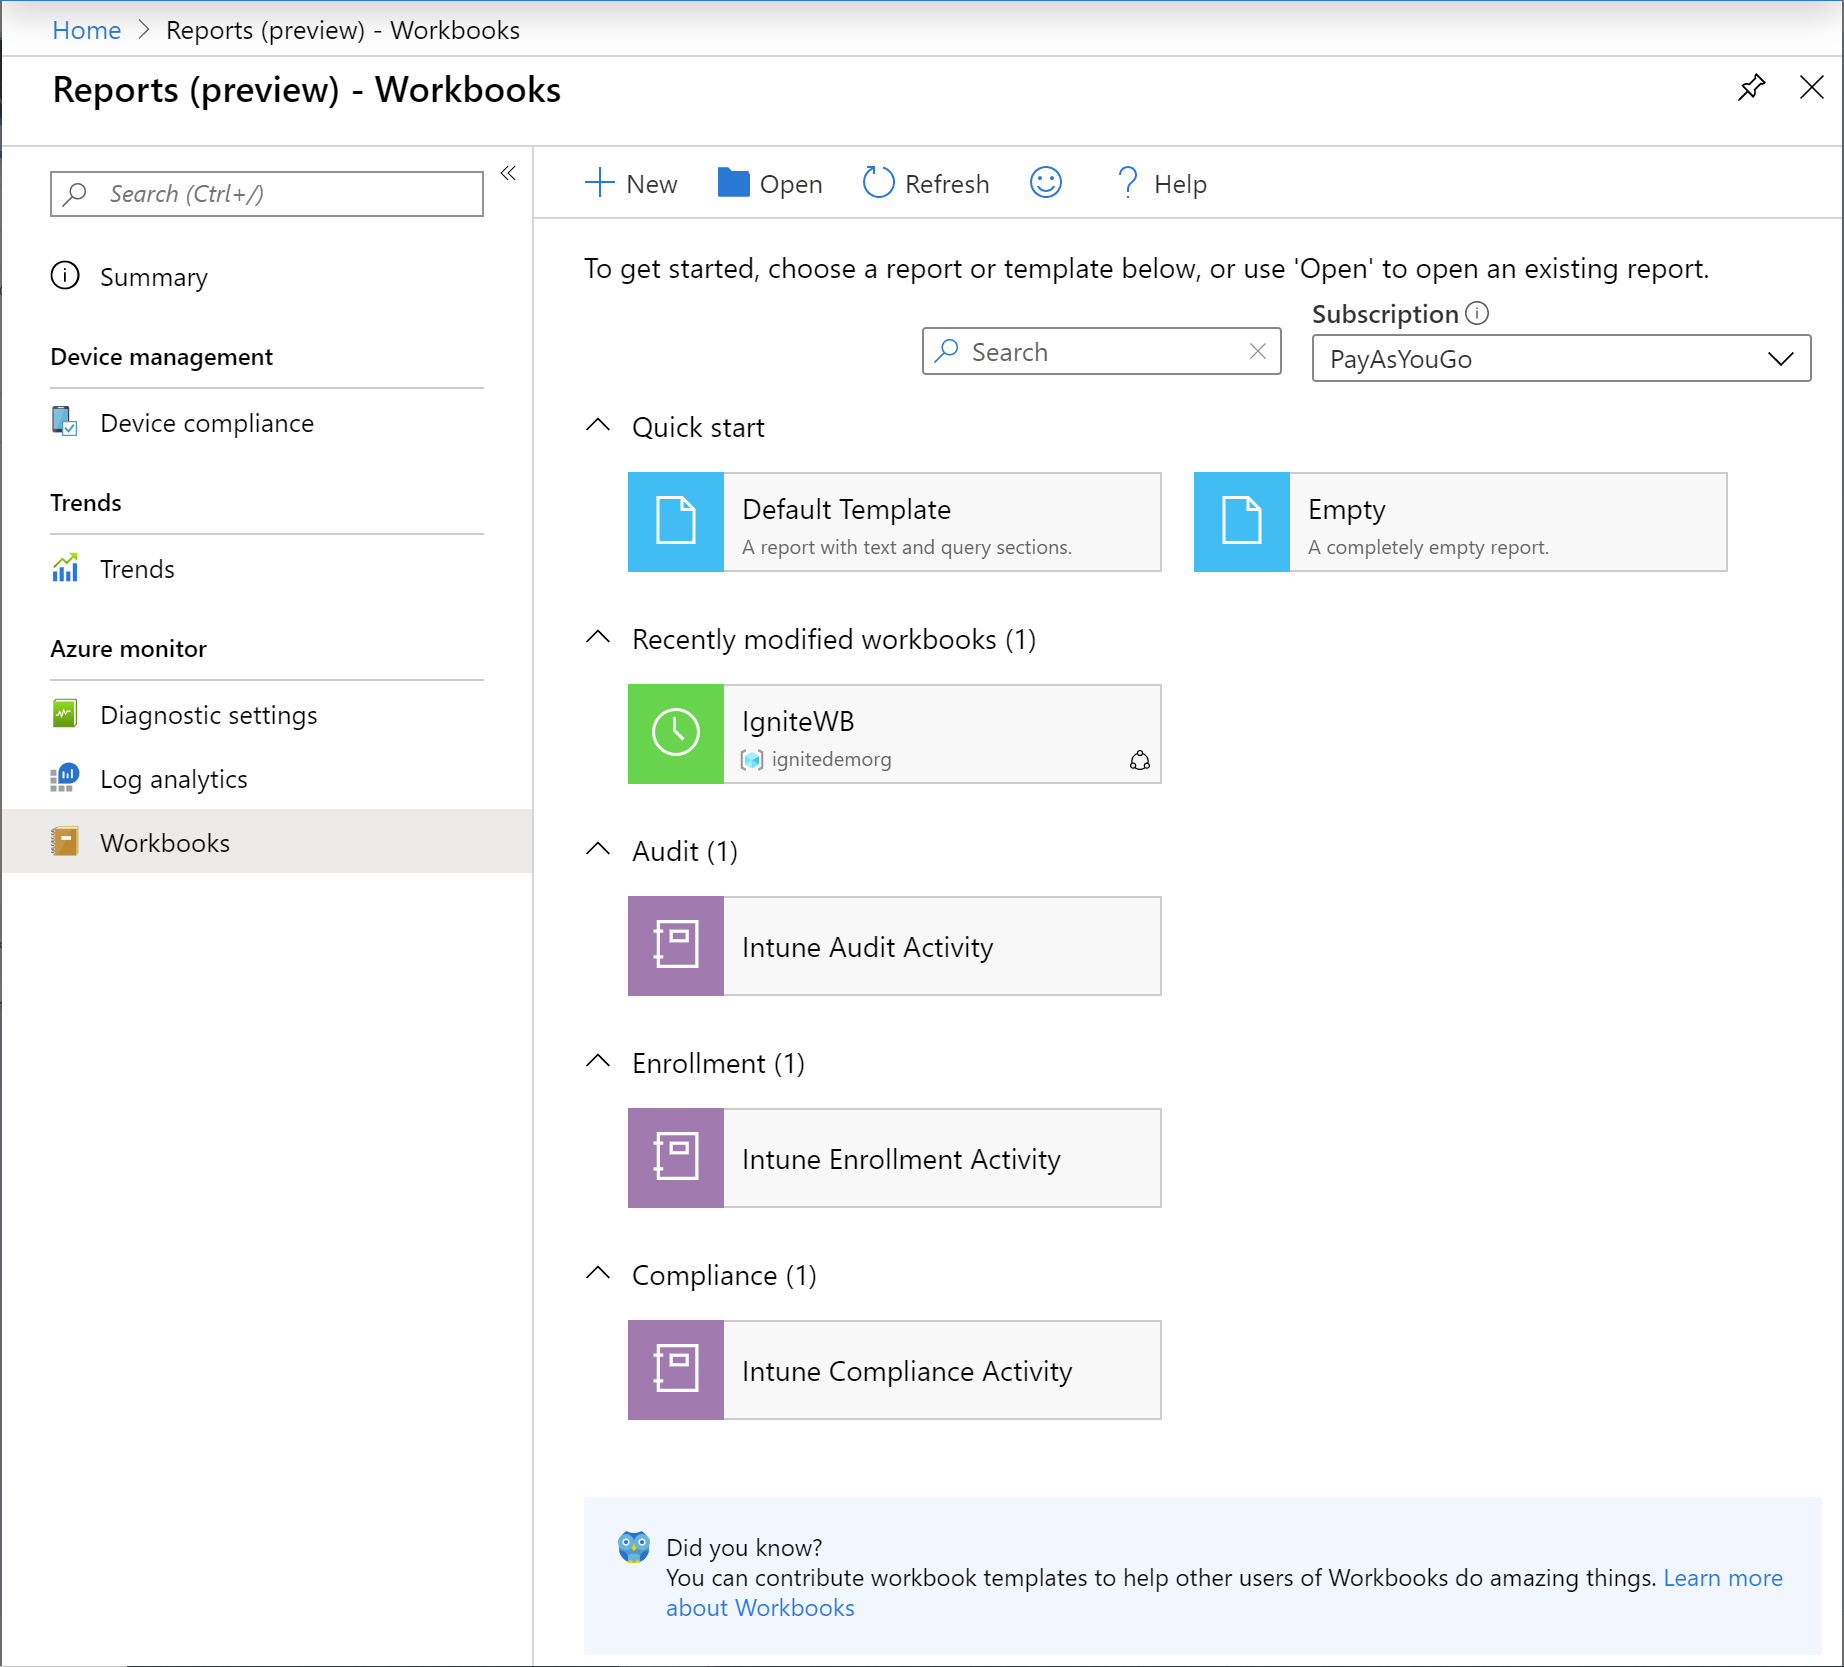 Home > Reports (preview) - Workbooks
Reports (preview) - Workbooks
Search (Ctrl+/)
Summary
Device management
Device compliance
Trends
Trends
Azure monitor
Diagnostic settings
Log analytics
Workbooks
New Open Refresh ? Help
To get started, choose a report or template below, or use 'Open' to open an existing report.
Subscription
Search
PayAsYouGo
Quick start
Default Template
A report with text and query sections.
Empty
A completely empty report.
Recently modified workbooks (1)
IgniteWB
ignitedemorg
Audit (1)
Intune Audit Activity
Enrollment (1)
Intune Enrollment Activity
Compliance (1)
Intune Compliance Activity
Did you know?
You can contribute workbook templates to help other users of Workbooks do amazing things. Learn more
about Workbooks